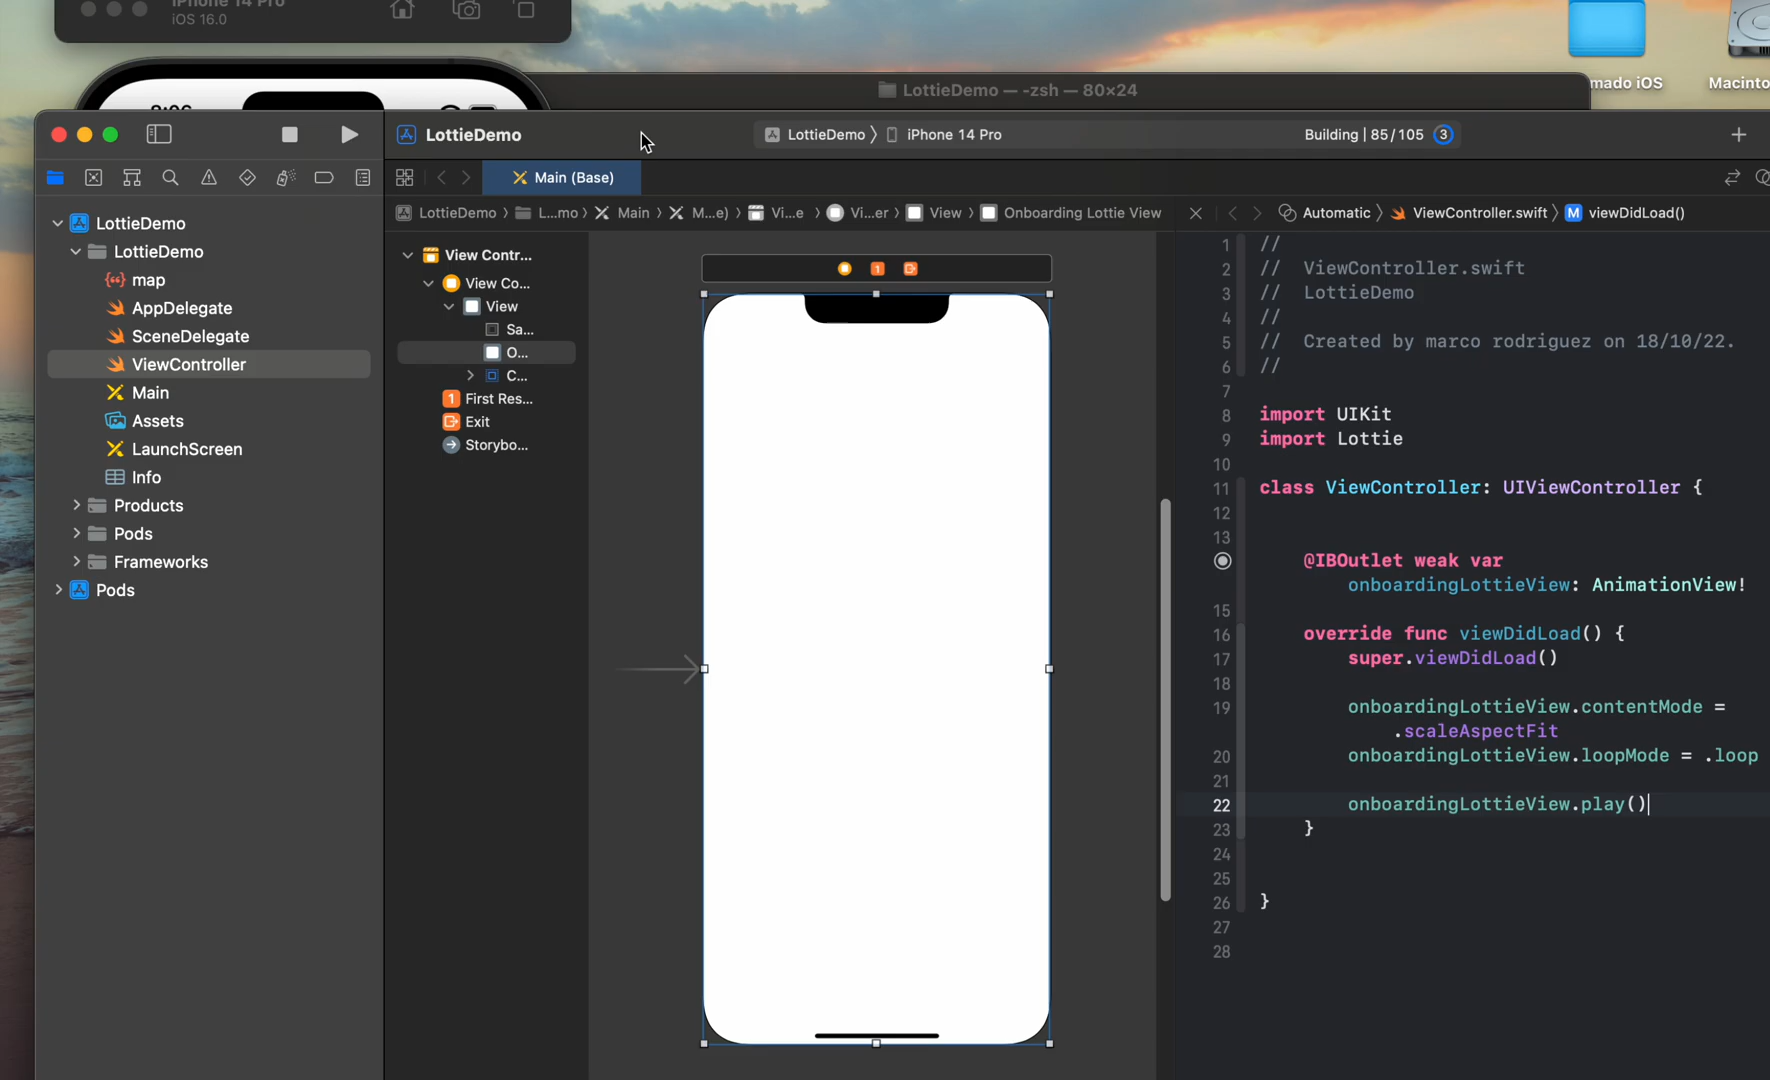 iPhone 14 Pro
iOS 16.0
LottieDemo — -zsh — 80×24
mado iOS
Macinto
LottieDemo
LottieDemo
iPhone 14 Pro
Building | 85/105
3
Main (Base)
LottieDemo
L...mo
Main
M...e)
Vi...e
Vi...er
View
Onboarding Lottie View
Automatic
ViewController.swift
M
viewDidLoad()
LottieDemo
LottieDemo
map
AppDelegate
SceneDelegate
ViewController
Main
Assets
LaunchScreen
Info
Products
Pods
Frameworks
Pods
View Contr...
View Co...
View
Sa...
O...
C...
1 First Res...
Exit
Storybo...
1
1 //
2 // ViewController.swift
3 // LottieDemo
4 //
5 // Created by marco rodriguez on 18/10/22.
6 //
7
8 import UIKit
9 import Lottie
10
11 class ViewController: UIViewController {
12
13
@IBOutlet weak var
onboardingLottieView: AnimationView!
15
16 override func viewDidLoad() {
17 super.viewDidLoad()
18
19 onboardingLottieView.contentMode =
.scaleAspectFit
20 onboardingLottieView.loopMode = .loop
21
22 onboardingLottieView.play()
23 }
24
25
26 }
27
28